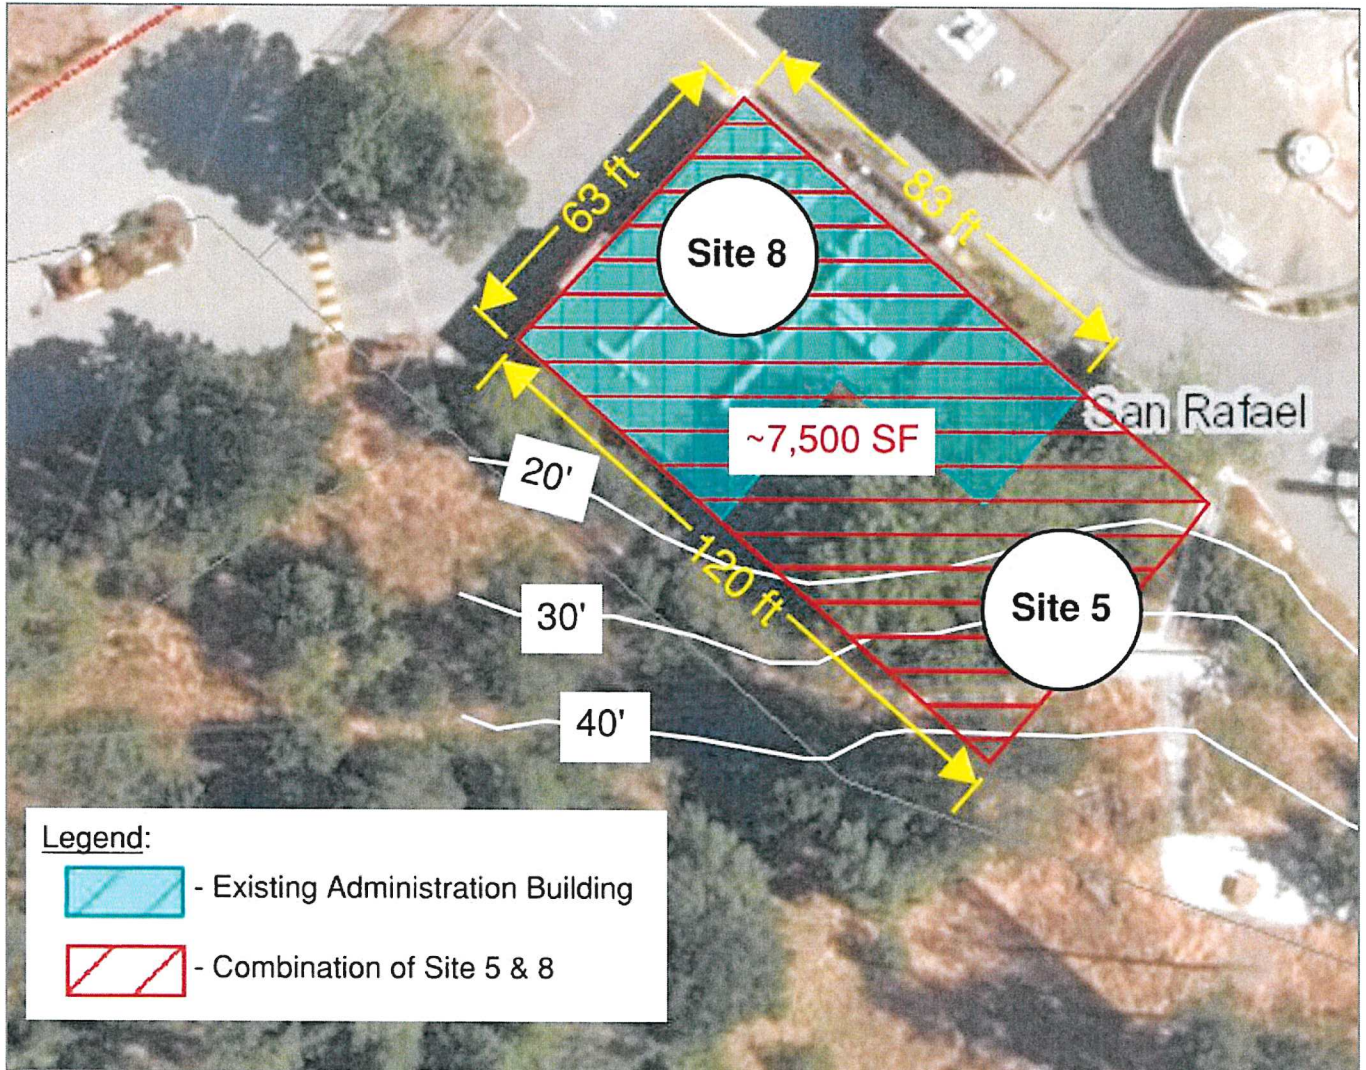 63 ft
83 ft
Site 8
San Rafael
~7,500 SF
20'
120 ft
30'
Site 5
40'
Legend:
- Existing Administration Building
- Combination of Site 5 & 8